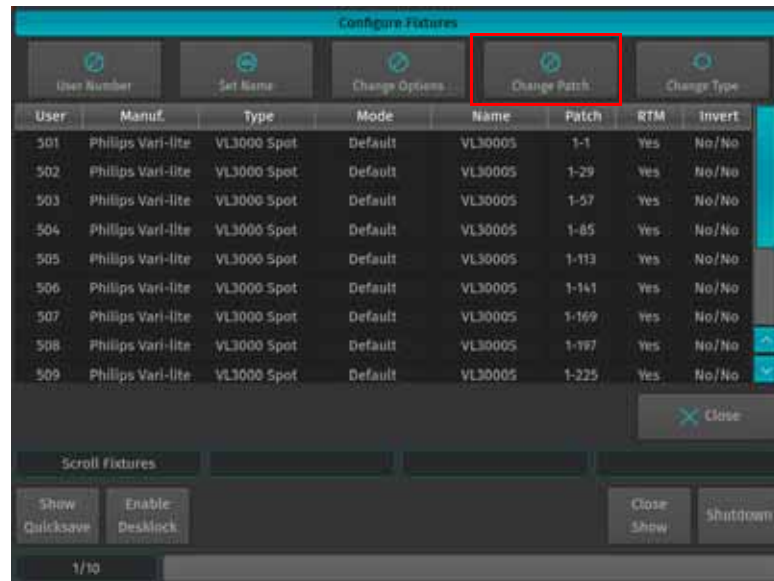 Configure Fixtures
User Number Set Name Change Options Change Patch Change Type
User Manuf. Type Mode Name Patch RTM Invert
501 Philips Vari-lite VL3000 Spot Default VL3000S 1-1 Yes No/No
502 Philips Vari-lite VL3000 Spot Default VL3000S 1-29 Yes No/No
503 Philips Vari-lite VL3000 Spot Default VL3000S 1-57 Yes No/No
504 Philips Vari-lite VL3000 Spot Default VL3000S 1-85 Yes No/No
505 Philips Vari-lite VL3000 Spot Default VL3000S 1-113 Yes No/No
506 Philips Vari-lite VL3000 Spot Default VL3000S 1-141 Yes No/No
507 Philips Vari-lite VL3000 Spot Default VL3000S 1-169 Yes No/No
508 Philips Vari-lite VL3000 Spot Default VL3000S 1-197 Yes No/No
509 Philips Vari-lite VL3000 Spot Default VL3000S 1-225 Yes No/No
Close
Scroll Fixtures
Show Quicksave
Enable Desklock
Close Show
Shutdown
1/10